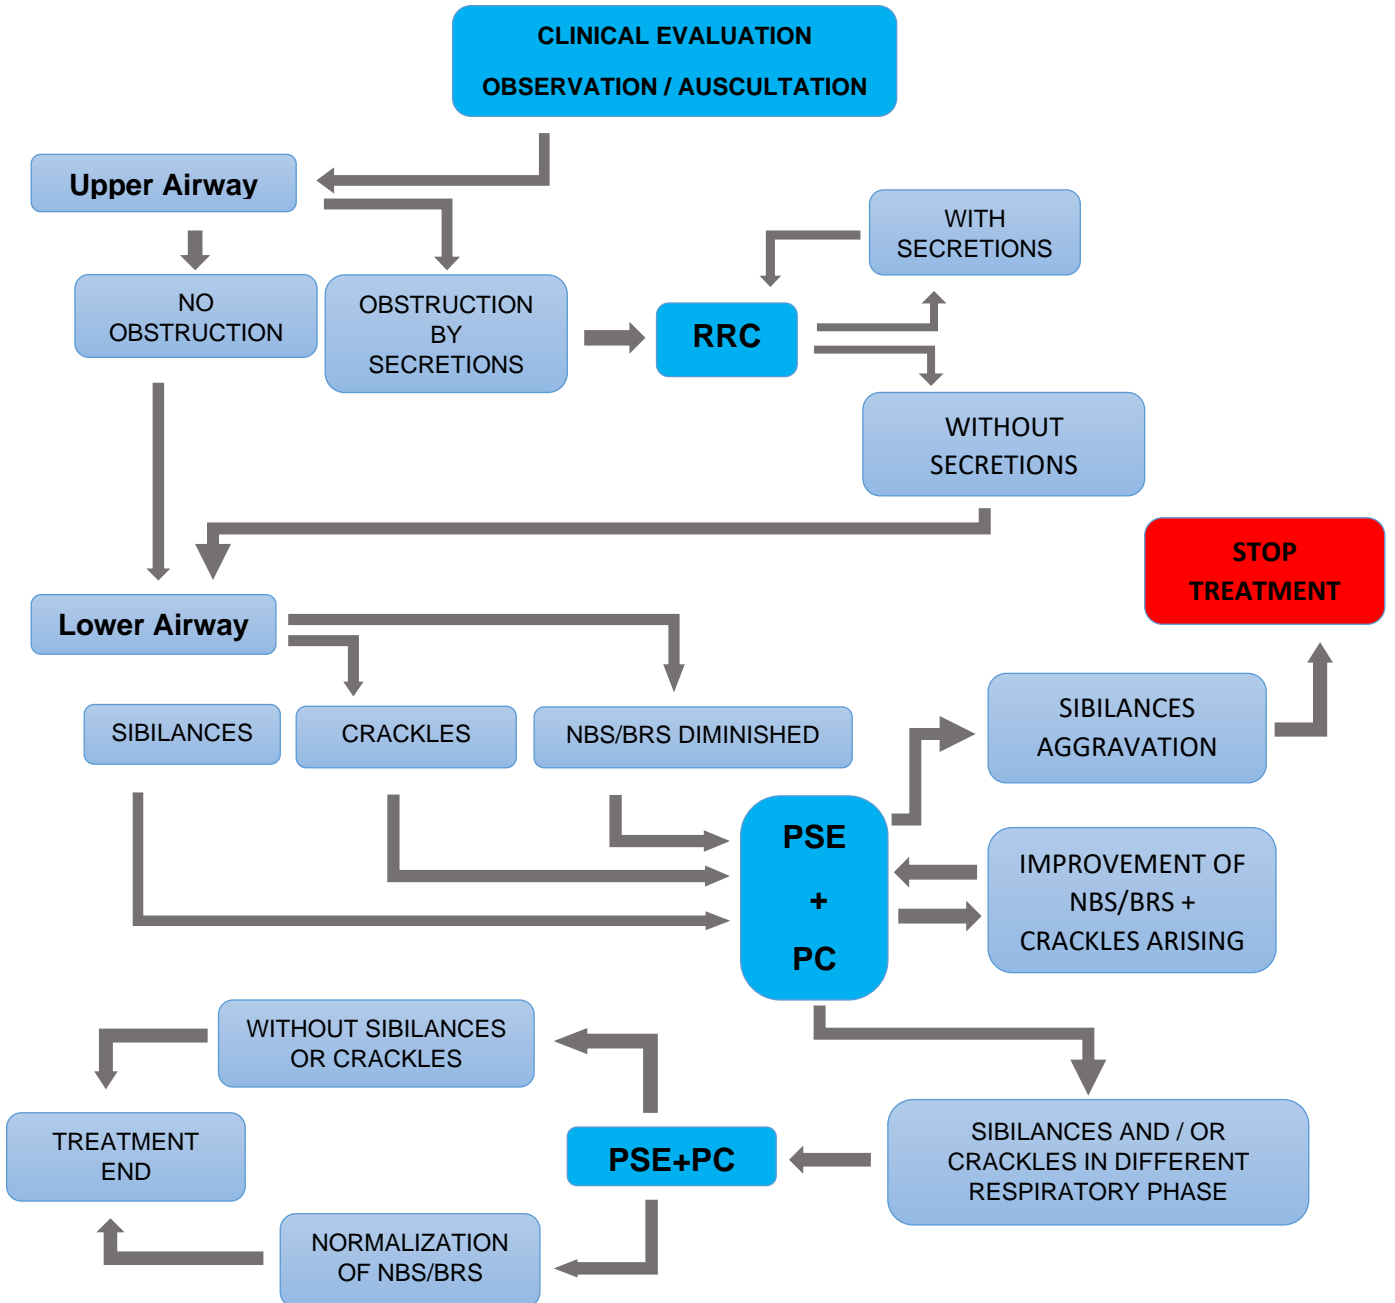 CLINICAL EVALUATION
OBSERVATION / AUSCULTATION
Upper Airway
WITH
SECRETIONS
NO
OBSTRUCTION
OBSTRUCTION
BY
SECRETIONS
RRC
WITHOUT
SECRETIONS
STOP
TREATMENT
Lower Airway
SIBILANCES
CRACKLES
NBS/BRS DIMINISHED
SIBILANCES
AGGRAVATION
PSE
+
PC
IMPROVEMENT OF
NBS/BRS +
CRACKLES ARISING
WITHOUT SIBILANCES
OR CRACKLES
TREATMENT
END
PSE+PC
SIBILANCES AND / OR
CRACKLES IN DIFFERENT
RESPIRATORY PHASE
NORMALIZATION
OF NBS/BRS